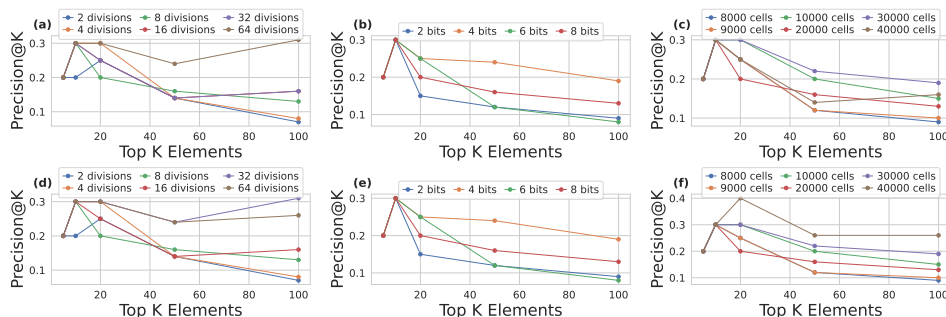 (a)
2 divisions 8 divisions 32 divisions
4 divisions 16 divisions 64 divisions
Precision@K
0.3
0.2
0.1
20 40 60 80 100
Top K Elements
(b)
2 bits 4 bits 6 bits 8 bits
Precision@K
0.3
0.2
0.1
20 40 60 80 100
Top K Elements
(c)
8000 cells 10000 cells 30000 cells
9000 cells 20000 cells 40000 cells
Precision@K
0.3
0.2
0.1
20 40 60 80 100
Top K Elements
(d)
2 divisions 8 divisions 32 divisions
4 divisions 16 divisions 64 divisions
Precision@K
0.3
0.2
0.1
20 40 60 80 100
Top K Elements
(e)
2 bits 4 bits 6 bits 8 bits
Precision@K
0.3
0.2
0.1
20 40 60 80 100
Top K Elements
(f)
8000 cells 10000 cells 30000 cells
9000 cells 20000 cells 40000 cells
Precision@K
0.4
0.3
0.2
0.1
20 40 60 80 100
Top K Elements